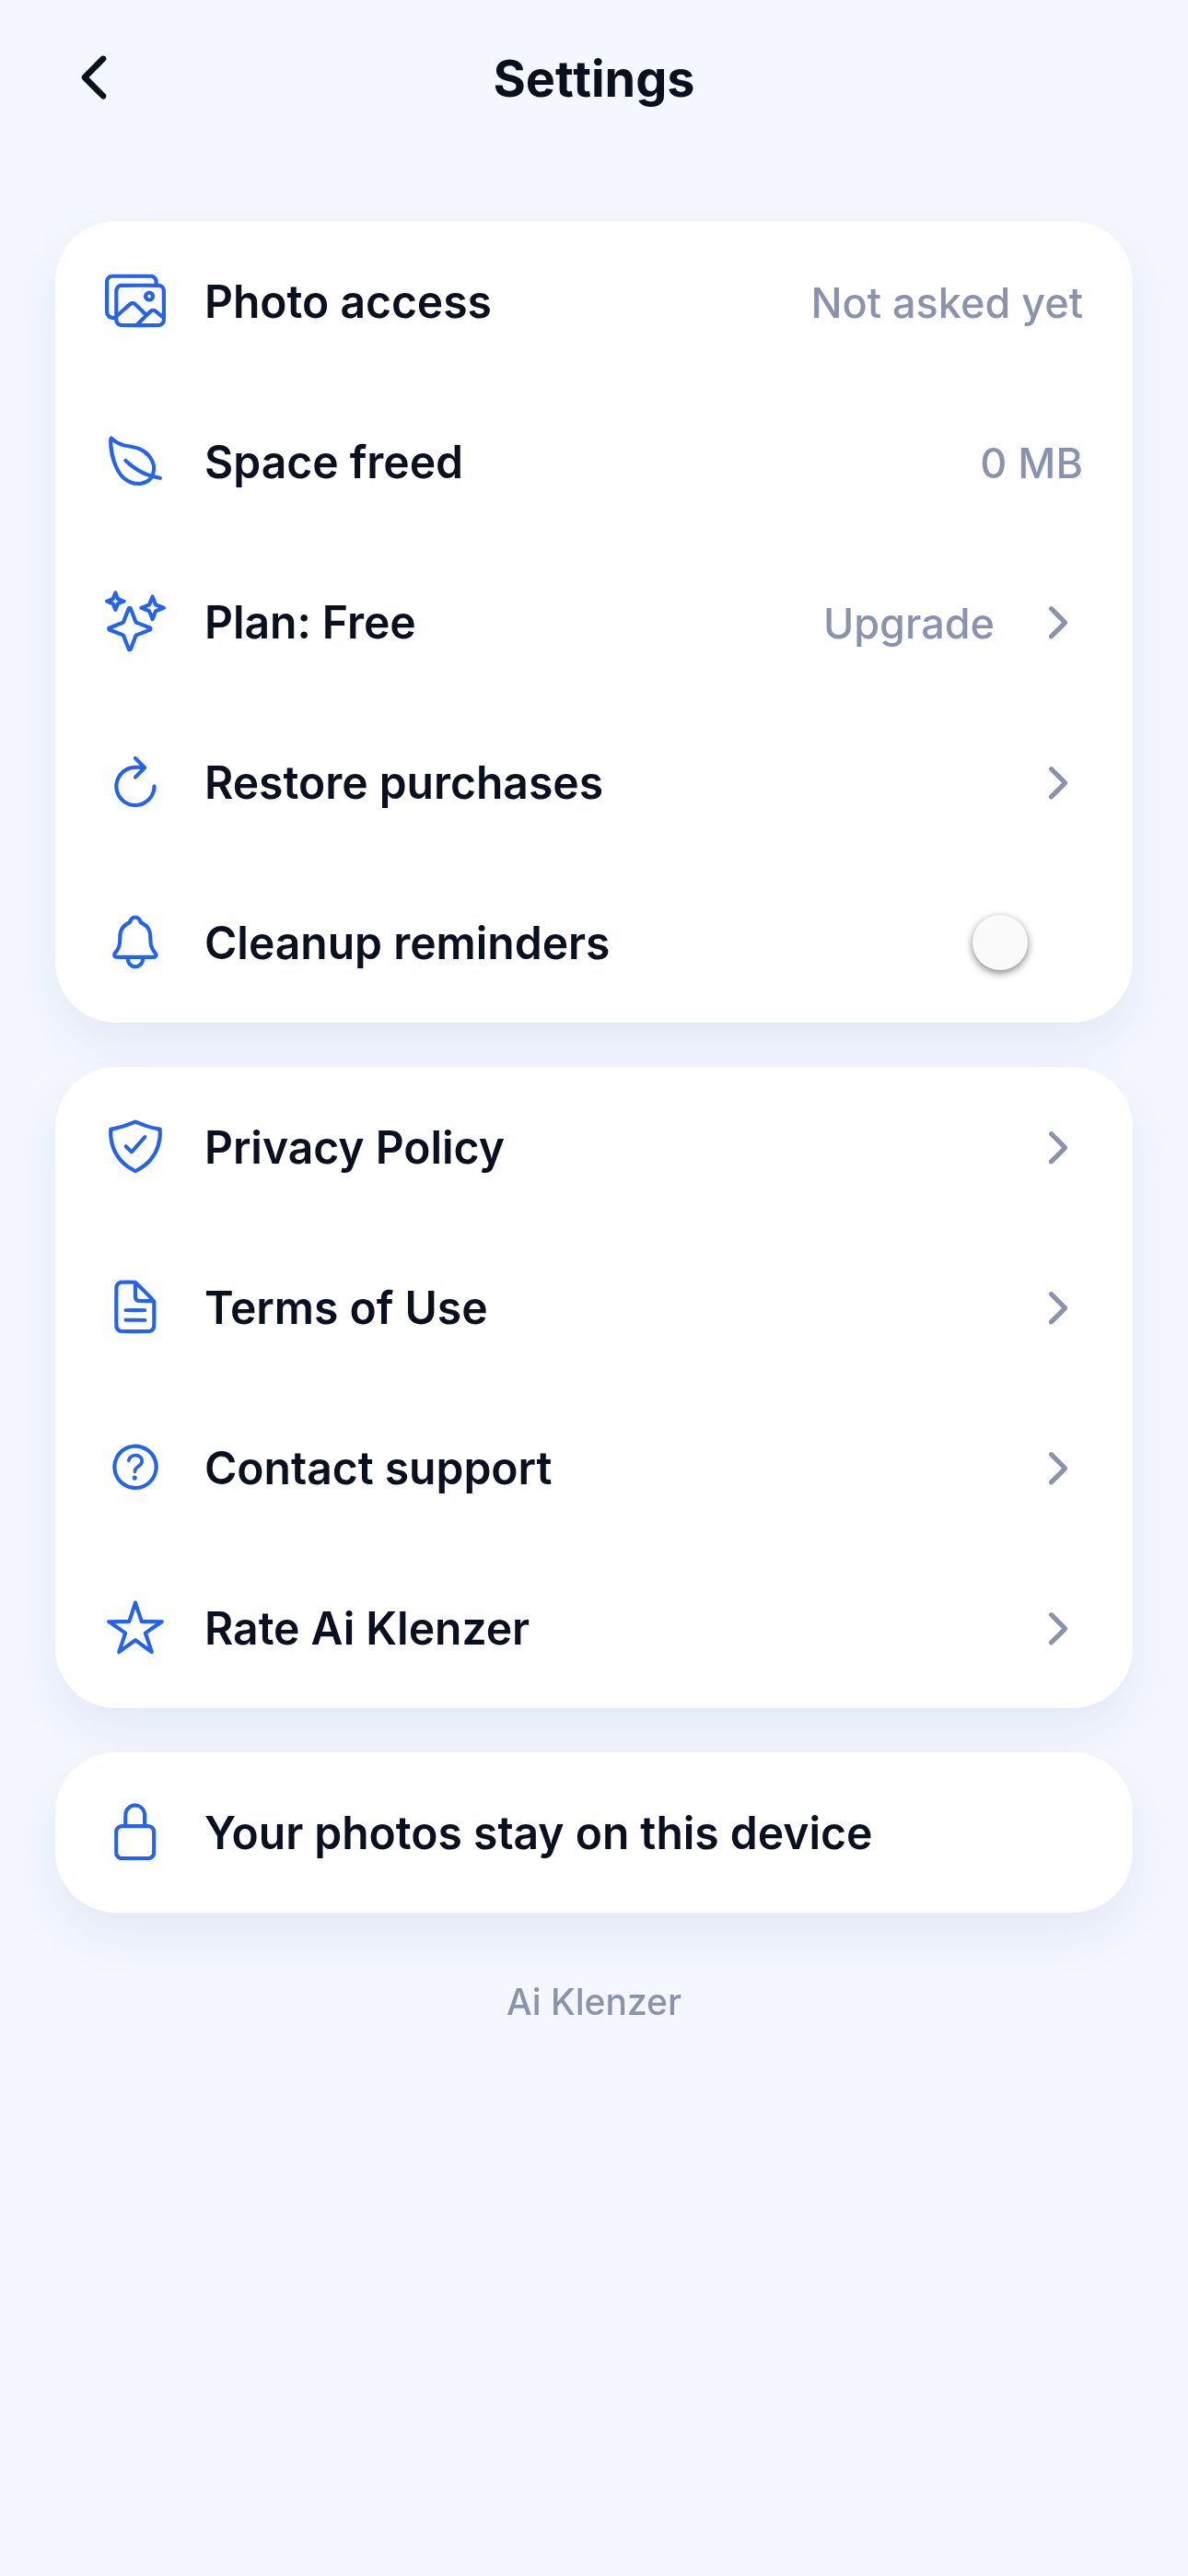 Settings
Photo access Not asked yet
Space freed 0 MB
Plan: Free Upgrade
Restore purchases
Cleanup reminders
Privacy Policy
Terms of Use
Contact support
Rate Ai Klenzer
Your photos stay on this device
Ai Klenzer